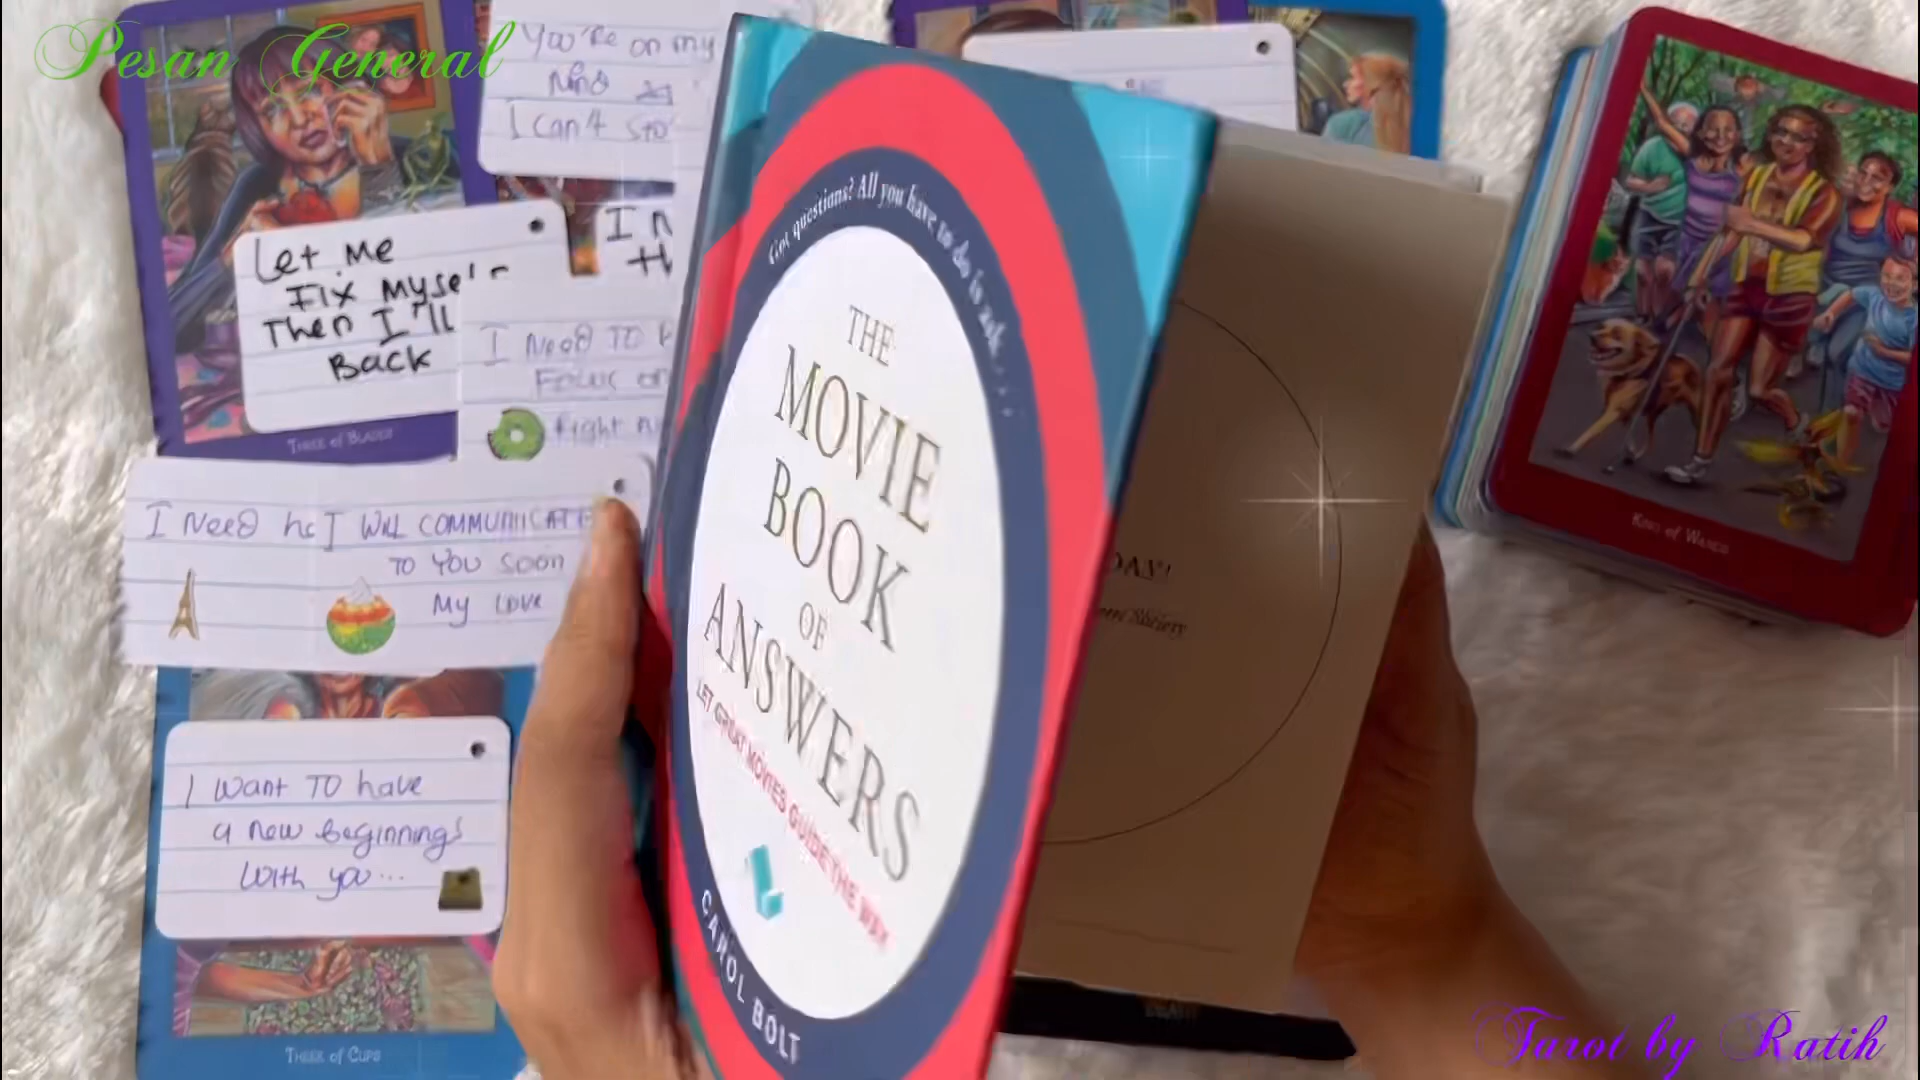 Pesan General
You're on my
I can't
Let Me
Fix
Then I'll
Back
I NeeD TO
THREE of BLADES
I NeeD
I WILL COMMUNICATE
TO YOU SOON
My Love
I want TO have
a new beginnings
with you...
THREE of CUPS
Got questions? All you have to do is ask...
THE
MOVIE
BOOK
OF
ANSWERS
LET GREAT MOVIES GUIDE THE WAY
CAROL BOLT
Society
KING of WANDS
Tarot by Ratih